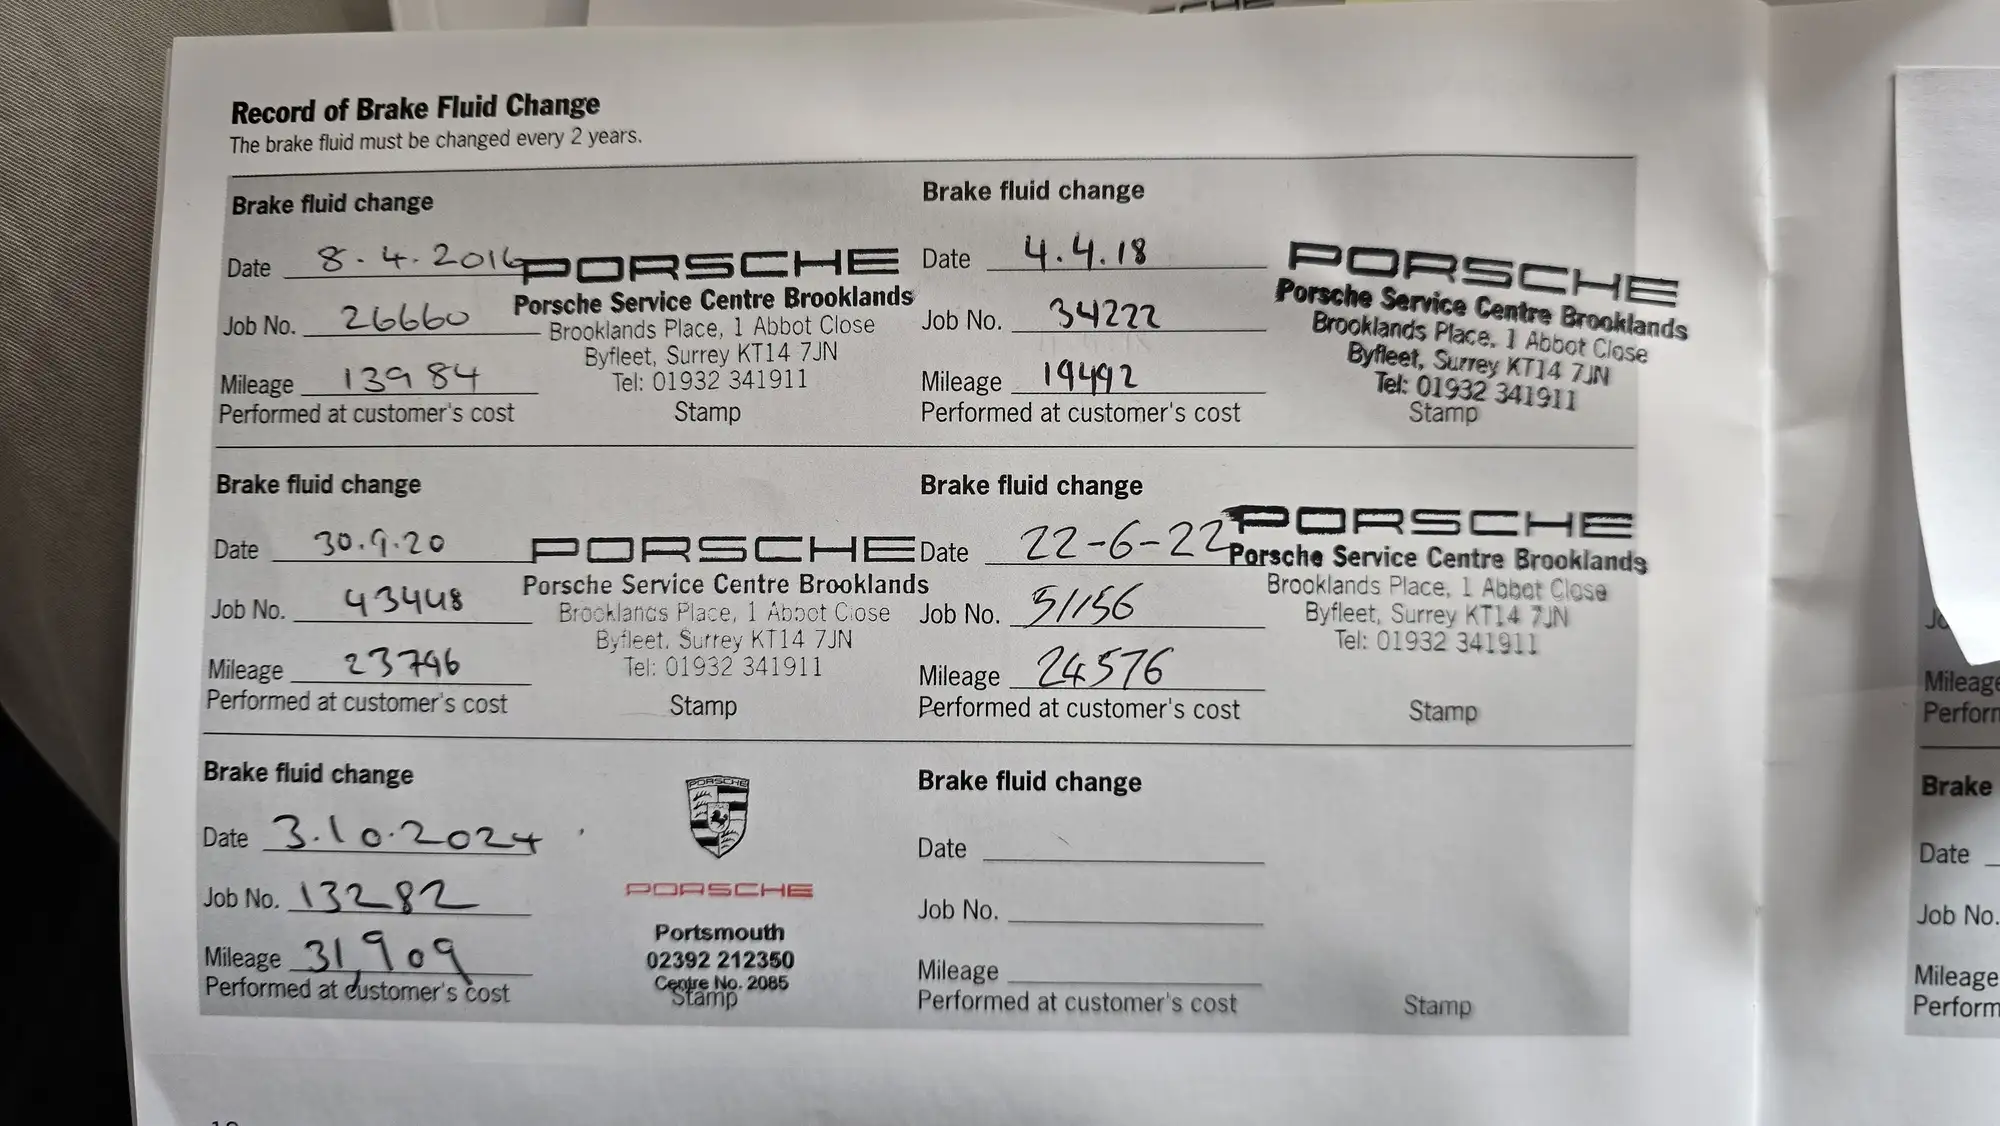 Record of Brake Fluid Change
The brake fluid must be changed every 2 years.
Brake fluid change
Date 8.4.2016
Job No. 26660
Mileage 13984
Performed at customer's cost
PORSCHE
Porsche Service Centre Brooklands
Brooklands Place, 1 Abbot Close
Byfleet, Surrey KT14 7JN
Tel: 01932 341911
Stamp
Brake fluid change
Date 4.4.18
Job No. 34222
Mileage 19492
Performed at customer's cost
PORSCHE
Porsche Service Centre Brooklands
Brooklands Place, 1 Abbot Close
Byfleet, Surrey KT14 7JN
Tel: 01932 341911
Stamp
Brake fluid change
Date 30.9.20
Job No. 43448
Mileage 23746
Performed at customer's cost
PORSCHE
Porsche Service Centre Brooklands
Brooklands Place, 1 Abbot Close
Byfleet, Surrey KT14 7JN
Tel: 01932 341911
Stamp
Brake fluid change
Date 22-6-22
Job No. 51156
Mileage 24576
Performed at customer's cost
PORSCHE
Porsche Service Centre Brooklands
Brooklands Place, 1 Abbot Close
Byfleet, Surrey KT14 7JN
Tel: 01932 341911
Stamp
Brake fluid change
Date 3.10.2024
Job No. 13282
Mileage 31,909
Performed at customer's cost
PORSCHE
PORSCHE
Portsmouth
02392 212350
Centre No. 2085
Stamp
Brake fluid change
Date
Job No.
Mileage
Performed at customer's cost
Stamp
Mileage
Perform
Brake
Date
Job No.
Mileage
Perform